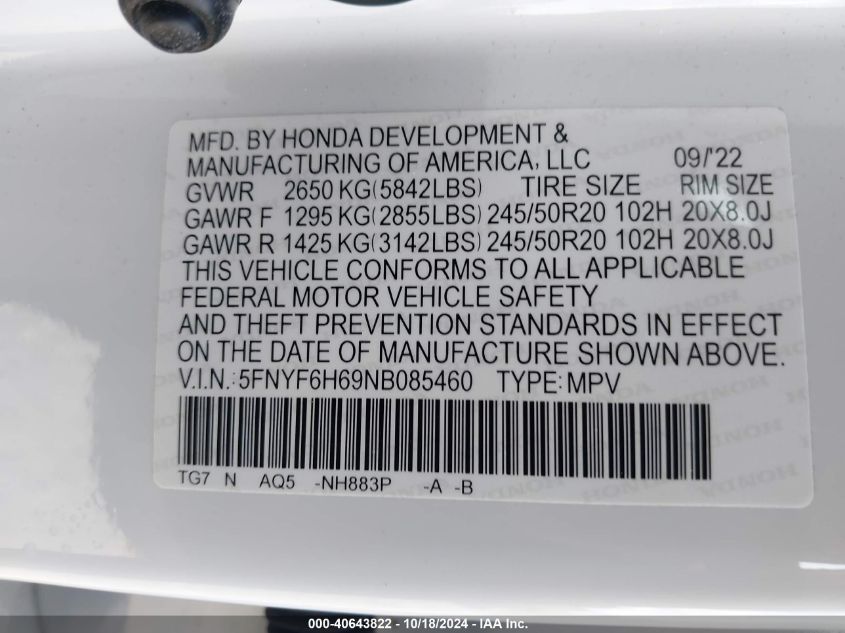 MFD. BY HONDA DEVELOPMENT &
MANUFACTURING OF AMERICA, LLC 09/'22
GVWR 2650 KG(5842LBS) TIRE SIZE RIM SIZE
GAWR F 1295 KG(2855LBS) 245/50R20 102H 20X8.0J
GAWR R 1425 KG(3142LBS) 245/50R20 102H 20X8.0J
THIS VEHICLE CONFORMS TO ALL APPLICABLE
FEDERAL MOTOR VEHICLE SAFETY
AND THEFT PREVENTION STANDARDS IN EFFECT
ON THE DATE OF MANUFACTURE SHOWN ABOVE.
V.I.N.:5FNYF6H69NB085460 TYPE:MPV
TG7 N AQ5 -NH883P -A -B
000-40643822 - 10/18/2024 - IAA Inc.